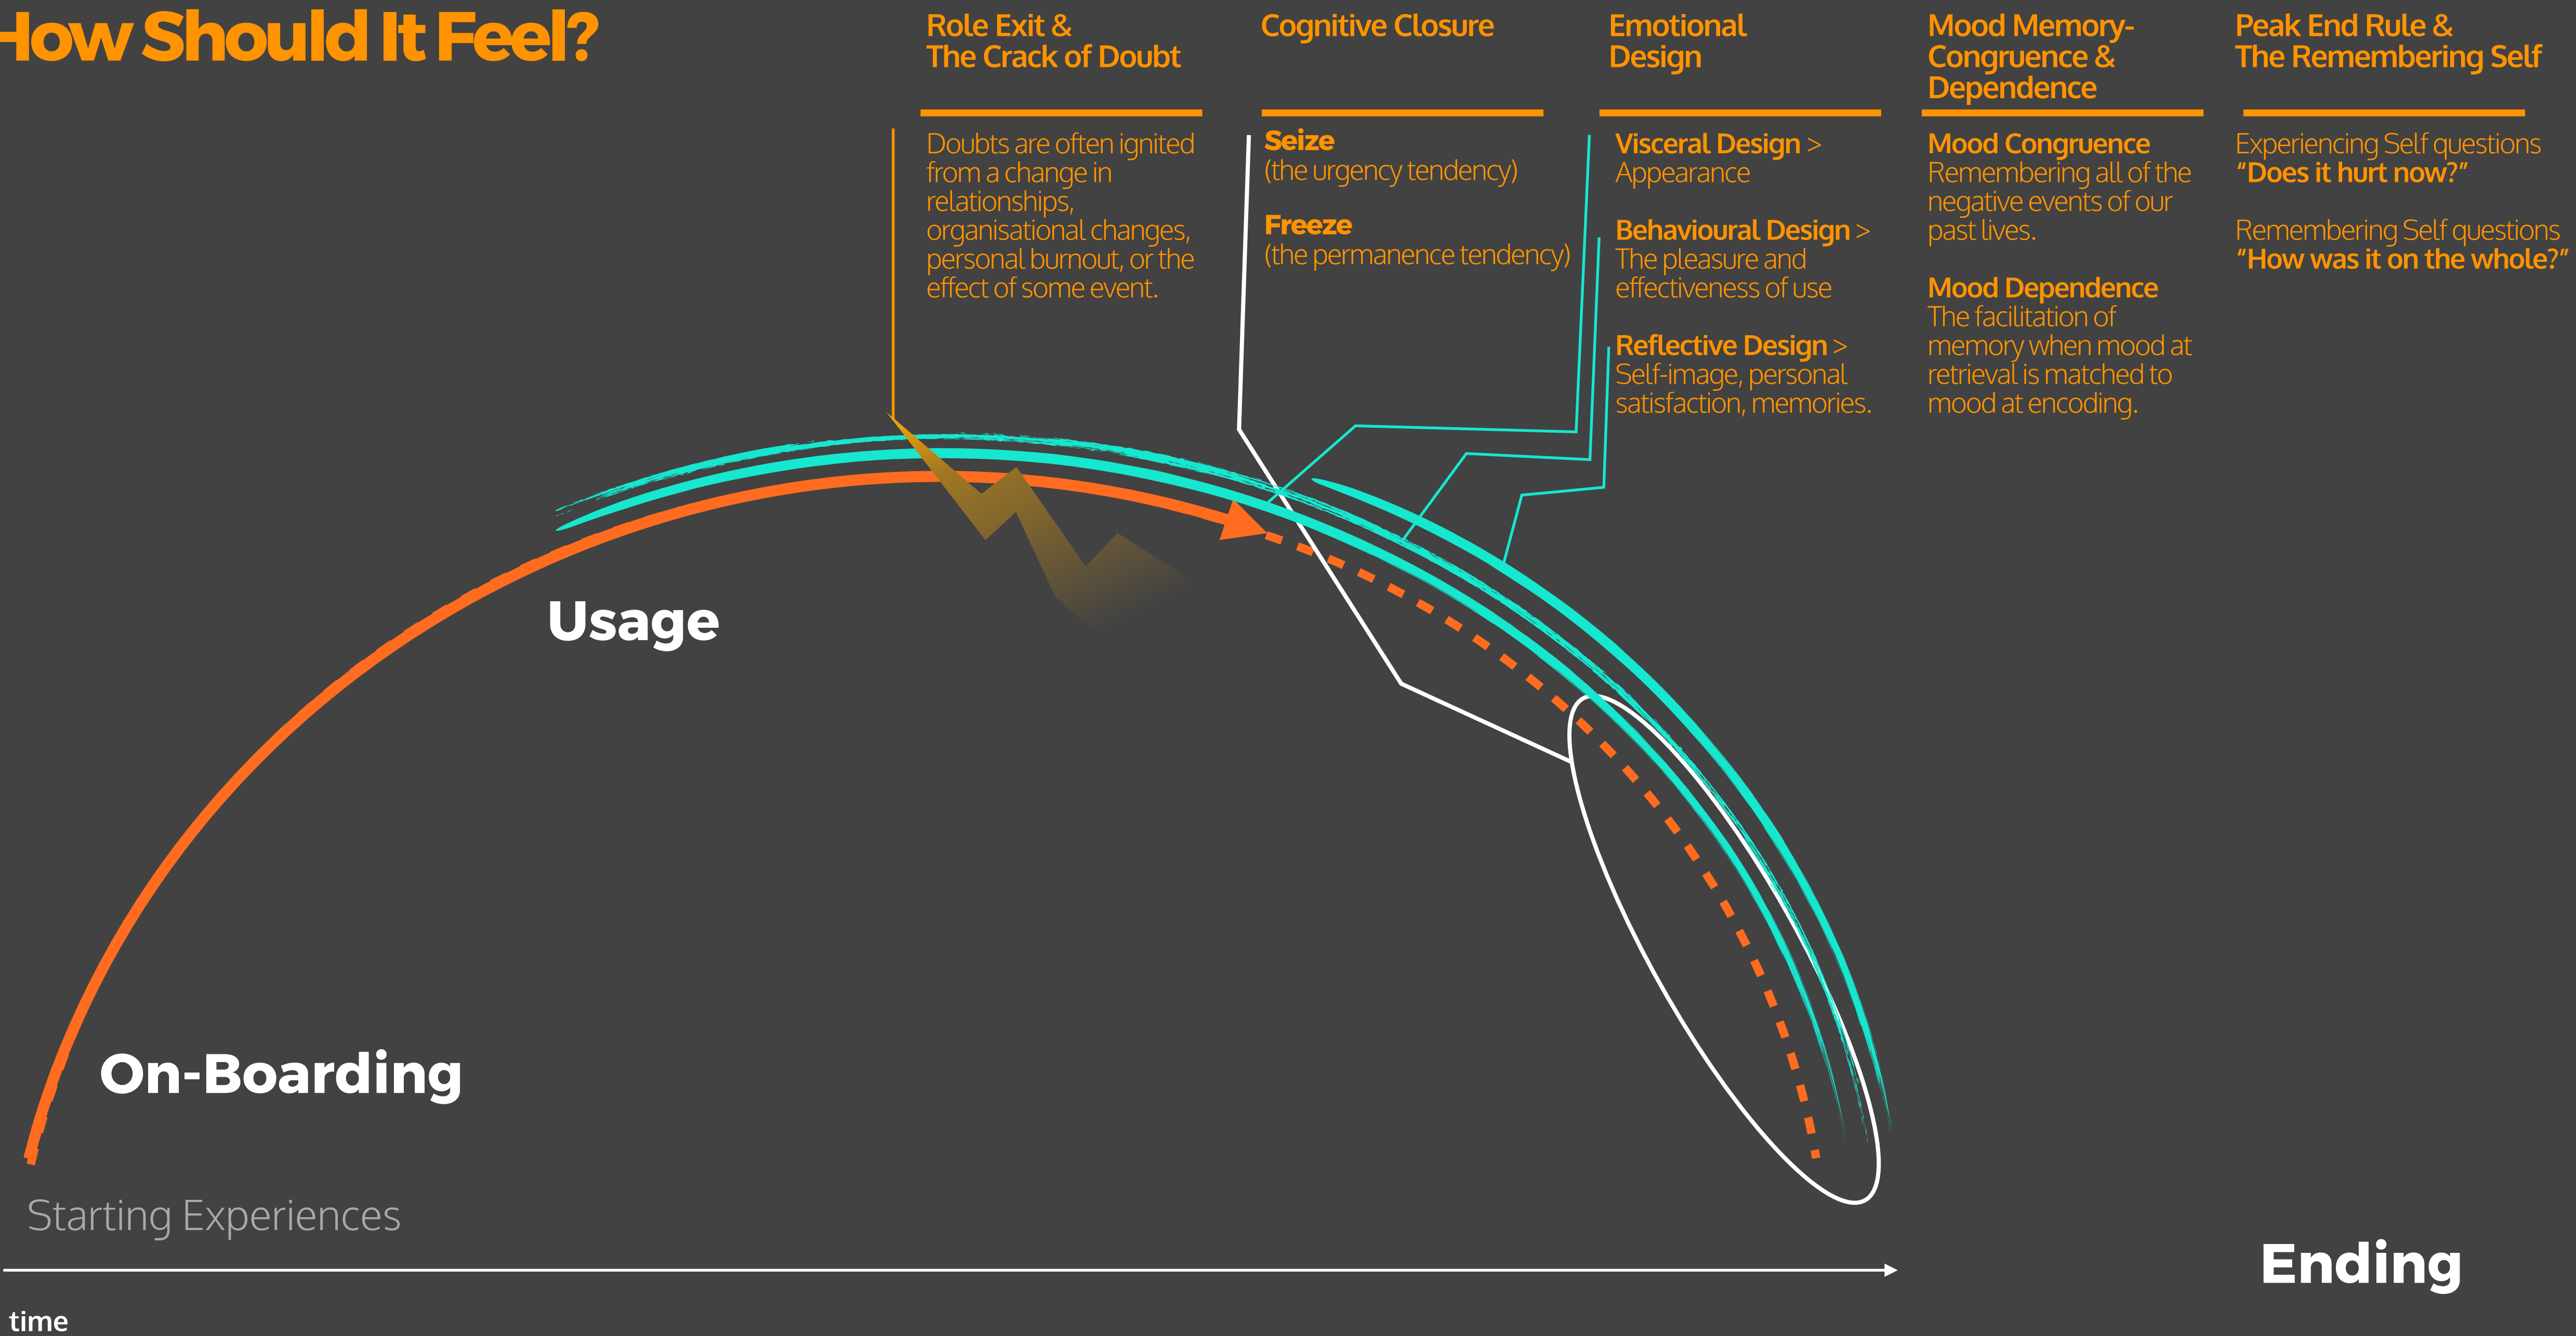 How Should It Feel?
Role Exit &
The Crack of Doubt
Doubts are often ignited
from a change in
relationships,
organisational changes,
personal burnout, or the
effect of some event.
Cognitive Closure
Seize
(the urgency tendency)
Freeze
(the permanence tendency)
Emotional
Design
Visceral Design >
Appearance
Behavioural Design >
The pleasure and
effectiveness of use
Reflective Design >
Self-image, personal
satisfaction, memories.
Mood Memory-
Congruence &
Dependence
Mood Congruence
Remembering all of the
negative events of our
past lives.
Mood Dependence
The facilitation of
memory when mood at
retrieval is matched to
mood at encoding.
Peak End Rule &
The Remembering Self
Experiencing Self questions
“Does it hurt now?”
Remembering Self questions
“How was it on the whole?”
Usage
On-Boarding
Starting Experiences
Ending
time